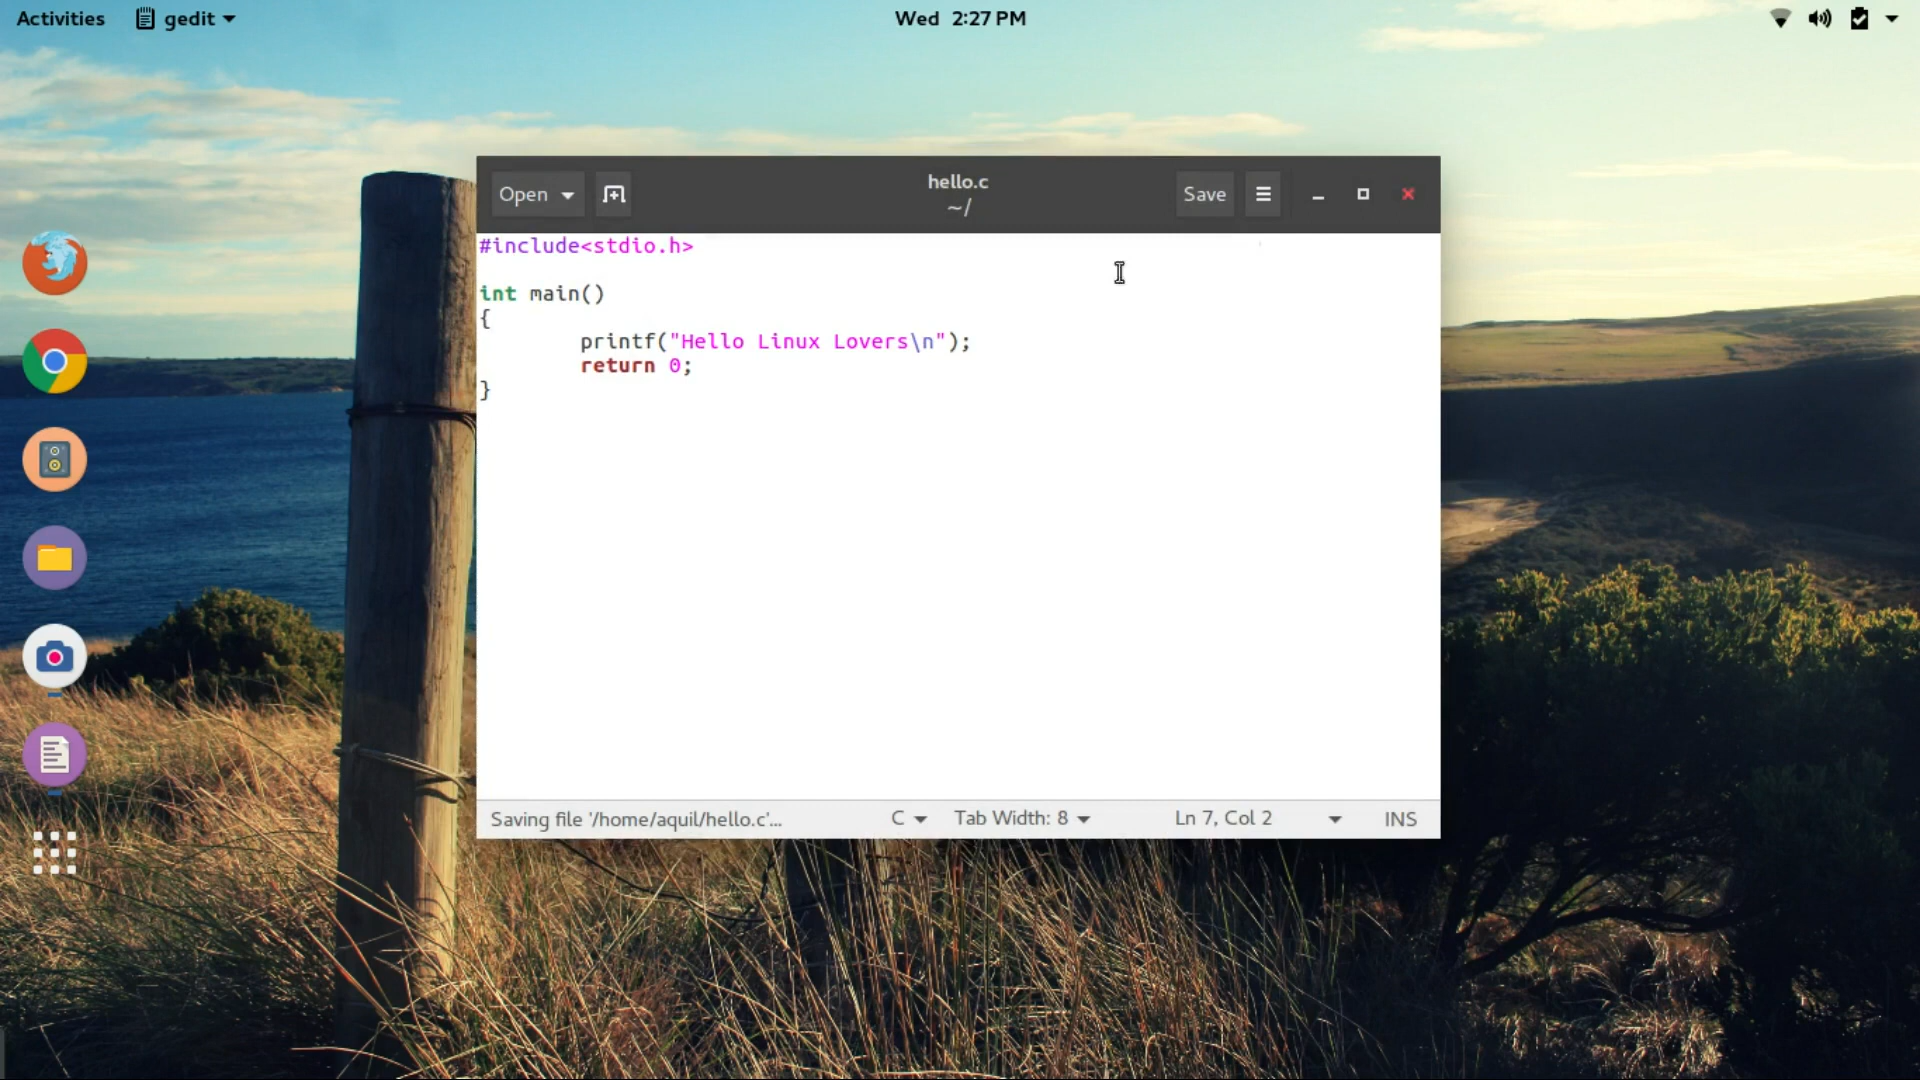 Activities gedit Wed 2:27 PM
Open hello.c Save
~/
#include<stdio.h>
int main()
{
printf("Hello Linux Lovers\n");
return 0;
}
Saving file '/home/aquil/hello.c'... C Tab Width: 8 Ln 7, Col 2 INS